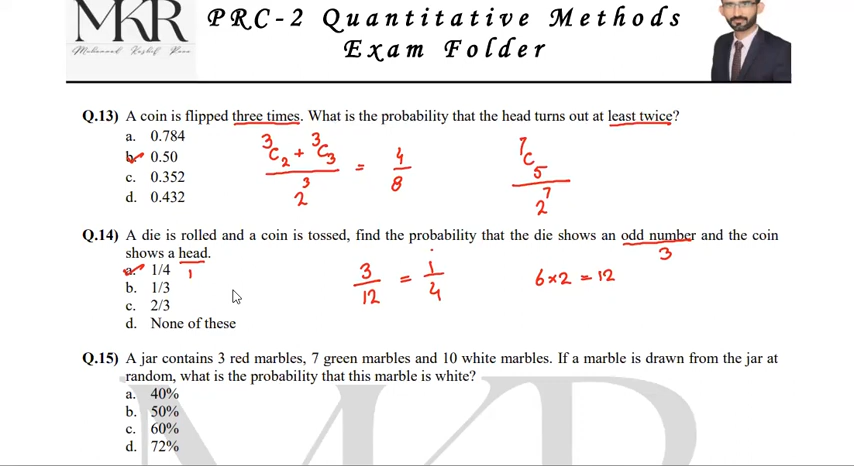 MKR
PRC-2 Quantitative Methods
Exam Folder
Q.13) A coin is flipped three times. What is the probability that the head turns out at least twice?
a. 0.784
b. 0.50
c. 0.352
d. 0.432
3C2 + 3C3 / 2^3 = 4/8
7C5 / 2^7
Q.14) A die is rolled and a coin is tossed, find the probability that the die shows an odd number and the coin
shows a head.
3
1
a. 1/4
b. 1/3
c. 2/3
d. None of these
3/12 = 1/4
6×2 = 12
Q.15) A jar contains 3 red marbles, 7 green marbles and 10 white marbles. If a marble is drawn from the jar at
random, what is the probability that this marble is white?
a. 40%
b. 50%
c. 60%
d. 72%
MKR